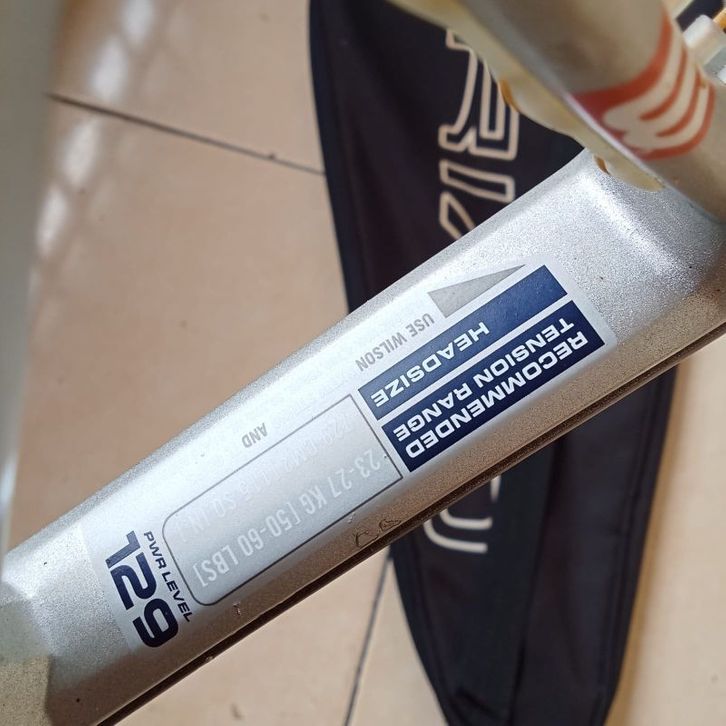 USE WILSON
AND
HEADSIZE
RECOMMENDED
TENSION RANGE
23-27 KG [50-60 LBS]
PWR LEVEL
129